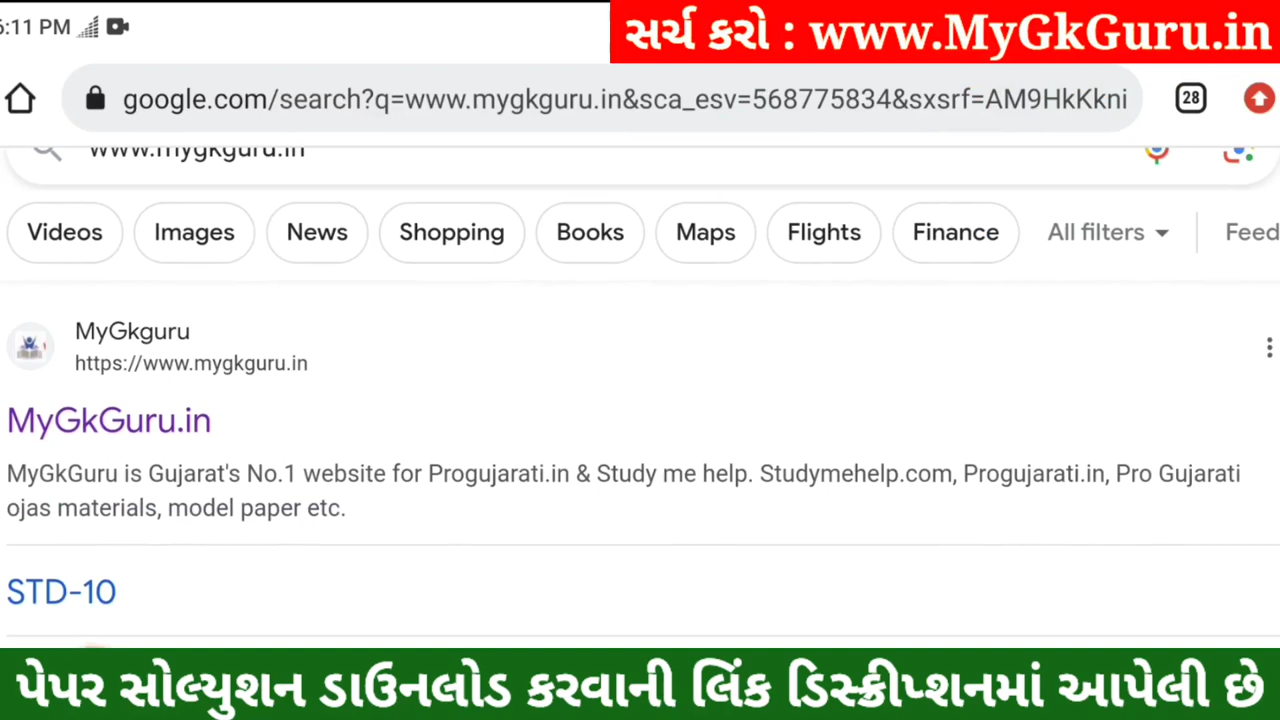 6:11 PM
સર્ચ કરો : www.MyGkGuru.in
google.com/search?q=www.mygkguru.in&sca_esv=568775834&sxsrf=AM9HkKkni
28
www.mygkguru.in
Videos
Images
News
Shopping
Books
Maps
Flights
Finance
All filters
Feed
MyGkguru
https://www.mygkguru.in
MyGkGuru.in
MyGkGuru is Gujarat's No.1 website for Progujarati.in & Study me help. Studymehelp.com, Progujarati.in, Pro Gujarati
ojas materials, model paper etc.
STD-10
પેપર સોલ્યુશન ડાઉનલોડ કરવાની લિંક ડિસ્ક્રીપ્શનમાં આપેલી છે